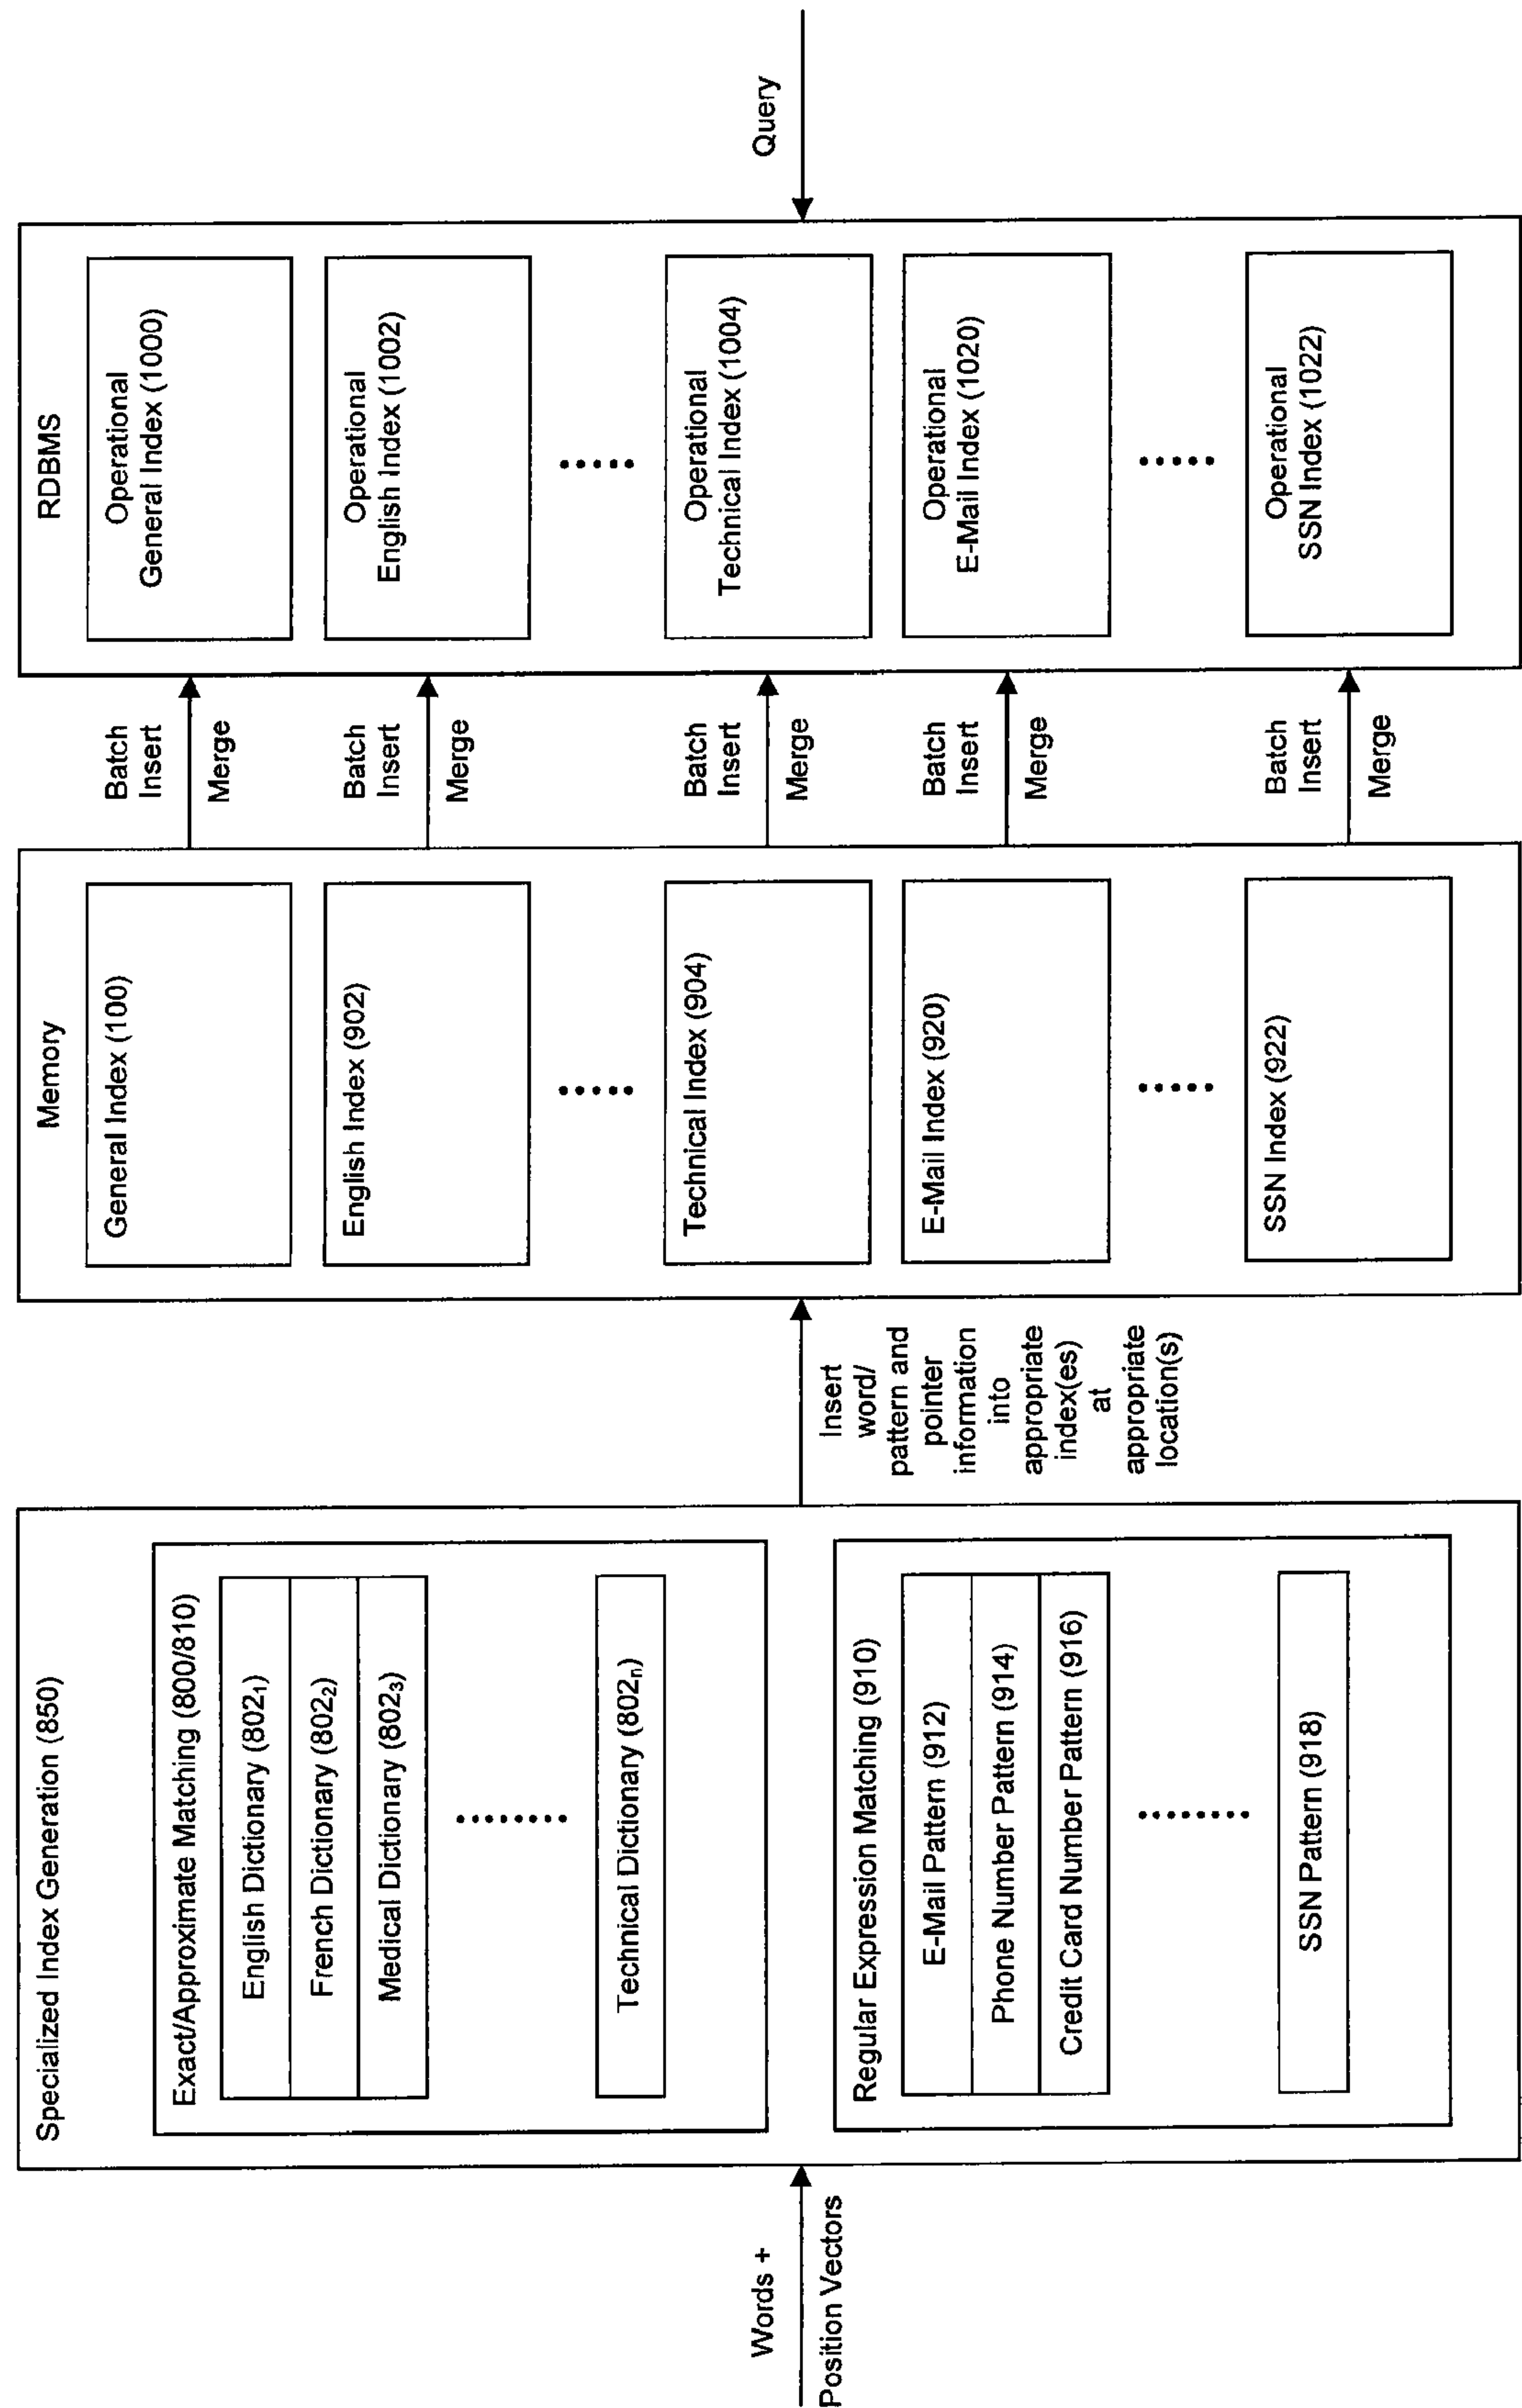 Words +
Position Vectors
Specialized Index Generation (850)
Exact/Approximate Matching (800/810)
English Dictionary (802₁)
French Dictionary (802₂)
Medical Dictionary (802₃)
Technical Dictionary (802ₙ)
Regular Expression Matching (910)
E-Mail Pattern (912)
Phone Number Pattern (914)
Credit Card Number Pattern (916)
SSN Pattern (918)
Insert
word/
pattern and
pointer
information
into
appropriate
index(es)
at
appropriate
location(s)
Memory
General Index (100)
English Index (902)
Technical Index (904)
E-Mail Index (920)
SSN Index (922)
Batch
Insert
Merge
Batch
Insert
Merge
Batch
Insert
Merge
Batch
Insert
Merge
Batch
Insert
Merge
RDBMS
Operational
General Index (1000)
Operational
English Index (1002)
Operational
Technical Index (1004)
Operational
E-Mail Index (1020)
Operational
SSN Index (1022)
Query